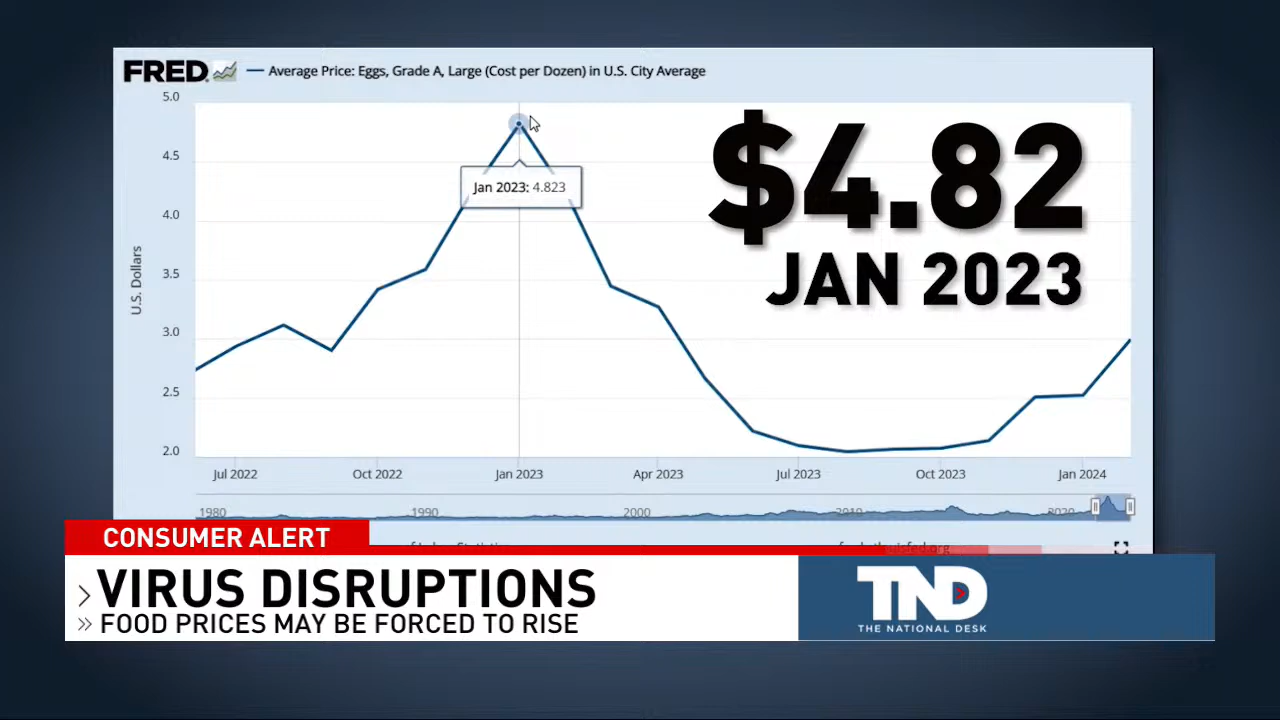 FRED
Average Price: Eggs, Grade A, Large (Cost per Dozen) in U.S. City Average
5.0
4.5
4.0
3.5
3.0
2.5
2.0
U.S. Dollars
Jan 2023: 4.823
$4.82
JAN 2023
Jul 2022
Oct 2022
Jan 2023
Apr 2023
Jul 2023
Oct 2023
Jan 2024
1980
1990
2000
2010
2020
CONSUMER ALERT
VIRUS DISRUPTIONS
FOOD PRICES MAY BE FORCED TO RISE
TND
THE NATIONAL DESK